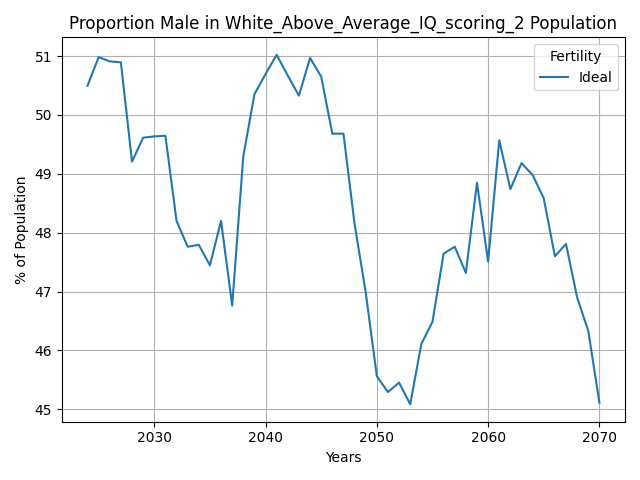 Proportion Male in White_Above_Average_IQ_scoring_2 Population
Fertility
Ideal
% of Population
51
50
49
48
47
46
45
2030 2040 2050 2060 2070
Years